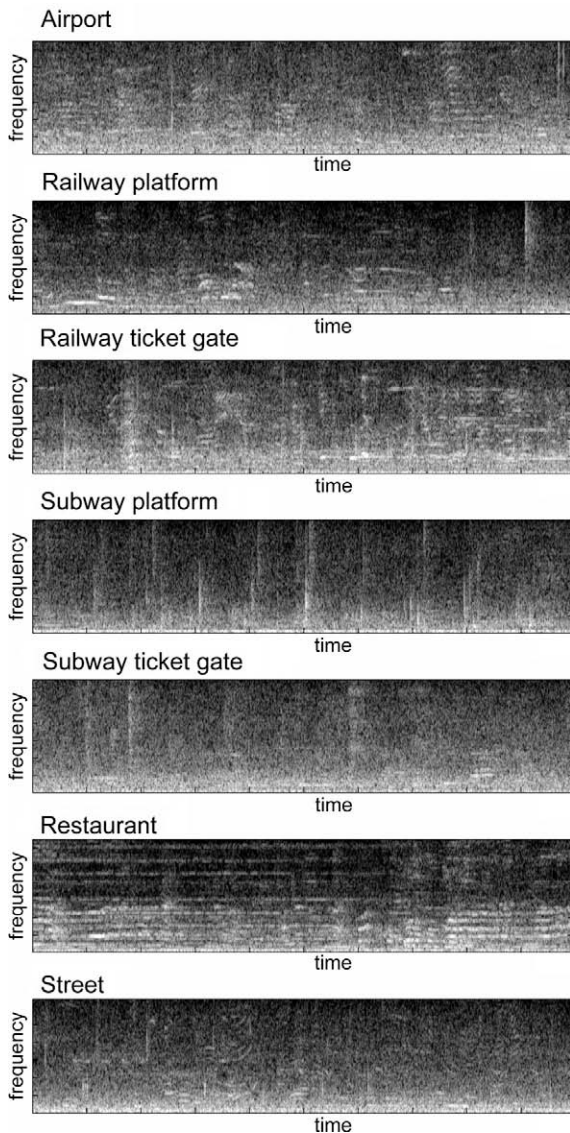 Airport
frequency
time
Railway platform
frequency
time
Railway ticket gate
frequency
time
Subway platform
frequency
time
Subway ticket gate
frequency
time
Restaurant
frequency
time
Street
frequency
time